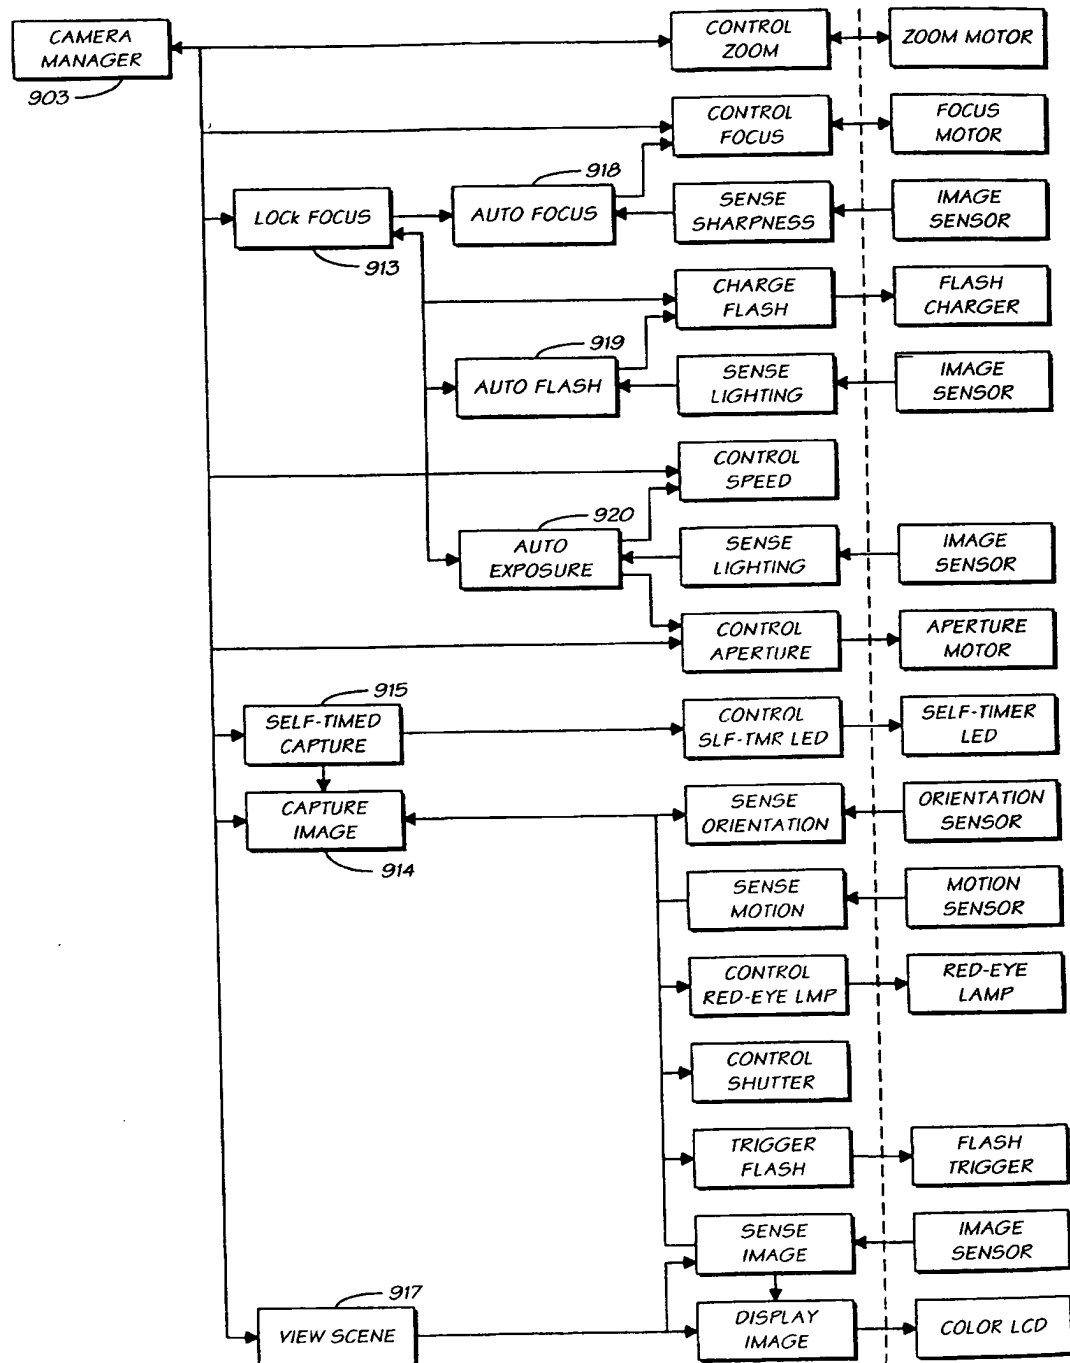 CAMERA
MANAGER
903
CONTROL
ZOOM
ZOOM MOTOR
CONTROL
FOCUS
FOCUS
MOTOR
918
LOCK FOCUS
913
AUTO FOCUS
SENSE
SHARPNESS
IMAGE
SENSOR
CHARGE
FLASH
FLASH
CHARGER
919
AUTO FLASH
SENSE
LIGHTING
IMAGE
SENSOR
CONTROL
SPEED
920
AUTO
EXPOSURE
SENSE
LIGHTING
IMAGE
SENSOR
CONTROL
APERTURE
APERTURE
MOTOR
915
SELF-TIMED
CAPTURE
CONTROL
SLF-TMR LED
SELF-TIMER
LED
CAPTURE
IMAGE
914
SENSE
ORIENTATION
ORIENTATION
SENSOR
SENSE
MOTION
MOTION
SENSOR
CONTROL
RED-EYE LMP
RED-EYE
LAMP
CONTROL
SHUTTER
TRIGGER
FLASH
FLASH
TRIGGER
SENSE
IMAGE
IMAGE
SENSOR
917
VIEW SCENE
DISPLAY
IMAGE
COLOR LCD